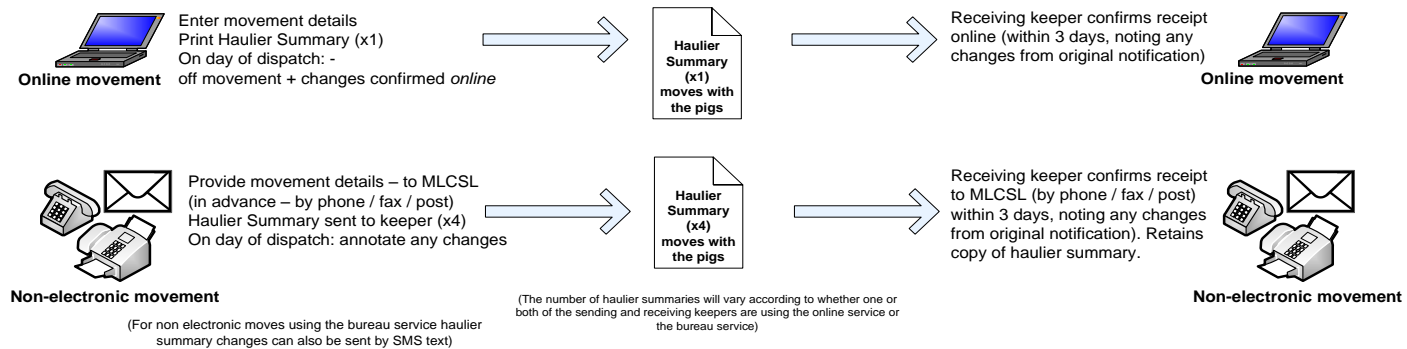 Enter movement details
Print Haulier Summary (x1)
On day of dispatch: -
off movement + changes confirmed online
Online movement
Haulier
Summary
(x1)
moves with
the pigs
Receiving keeper confirms receipt
online (within 3 days, noting any
changes from original notification)
Online movement
Provide movement details – to MLCSL
(in advance – by phone / fax / post)
Haulier Summary sent to keeper (x4)
On day of dispatch: annotate any changes
Non-electronic movement
(For non electronic moves using the bureau service haulier
summary changes can also be sent by SMS text)
Haulier
Summary
(x4)
moves with
the pigs
(The number of haulier summaries will vary according to whether one or
both of the sending and receiving keepers are using the online service or
the bureau service)
Receiving keeper confirms receipt
to MLCSL (by phone / fax / post)
within 3 days, noting any changes
from original notification). Retains
copy of haulier summary.
Non-electronic movement